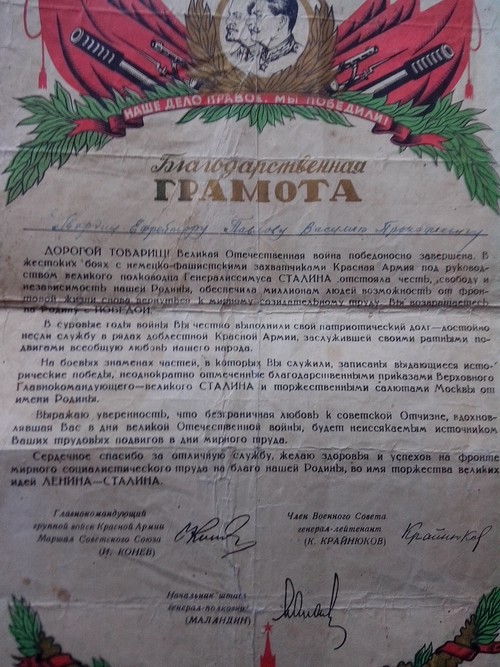 НАШЕ ДЕЛО ПРАВОЕ. МЫ ПОБЕДИЛИ!
Благодарственная
ГРАМОТА
Гвардии Ефрейтору Павлову Василию
ДОРОГОЙ ТОВАРИЩ! Великая Отечественная война победоносно завершена. В
жестоких боях с немецко-фашистскими захватчиками Красная Армия под руковод-
ством великого полководца Генералиссимуса СТАЛИНА отстояла честь, свободу и
независимость нашей Родины, обеспечила миллионам людей возможность от фрон-
товой жизни снова вернуться к мирному созидательному труду. Вы возвращаетесь
на Родину с ПОБЕДОЙ.
В суровые годы войны Вы честно выполнили свой патриотический долг—достойно
несли службу в рядах доблестной Красной Армии, заслужившей своими ратными по-
двигами всеобщую любовь нашего народа.
На боевых знаменах частей, в которых Вы служили, записаны выдающиеся исто-
рические победы, неоднократно отмеченные благодарственными приказами Верховного
Главнокомандующего—великого СТАЛИНА и торжественными салютами Москвы от
имени Родины.
Выражаю уверенность, что безграничная любовь к советской Отчизне, вдохнов-
лявшая Вас в дни великой Отечественной войны, будет неиссякаемым источником
Ваших трудовых подвигов в дни мирного труда.
Сердечное спасибо за отличную службу, желаю здоровья и успехов на фронте
мирного социалистического труда на благо нашей Родины, во имя торжества великих
идей ЛЕНИНА—СТАЛИНА.
Главнокомандующий
группой войск Красной Армии
Маршал Советского Союза
(И. КОНЕВ)
Член Военного Совета
генерал-лейтенант
(К. КРАЙНЮКОВ)
Крайнюков
Начальник штаба
генерал-полковник
(МАЛАНДИН)